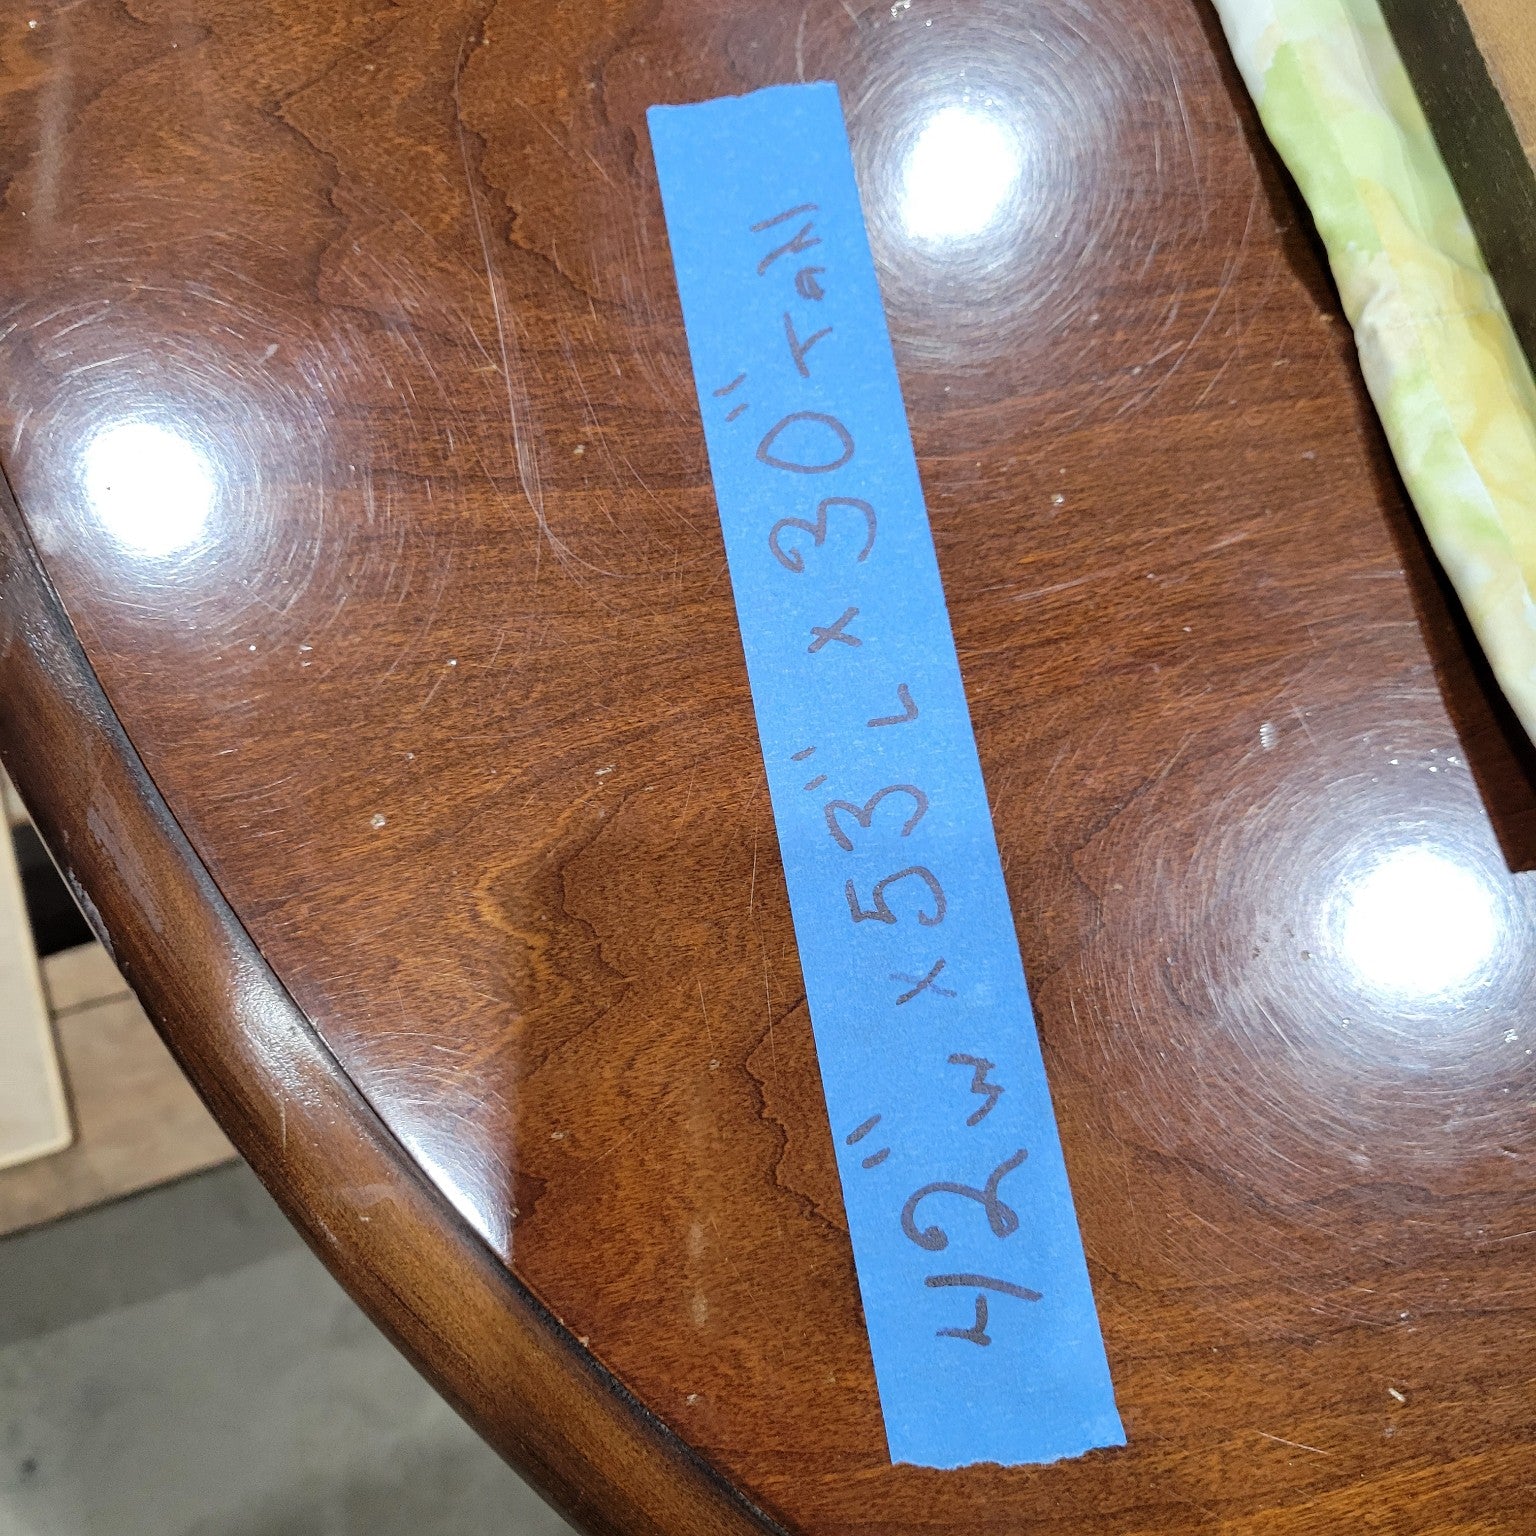 42" W x 53" L x 30" Tall